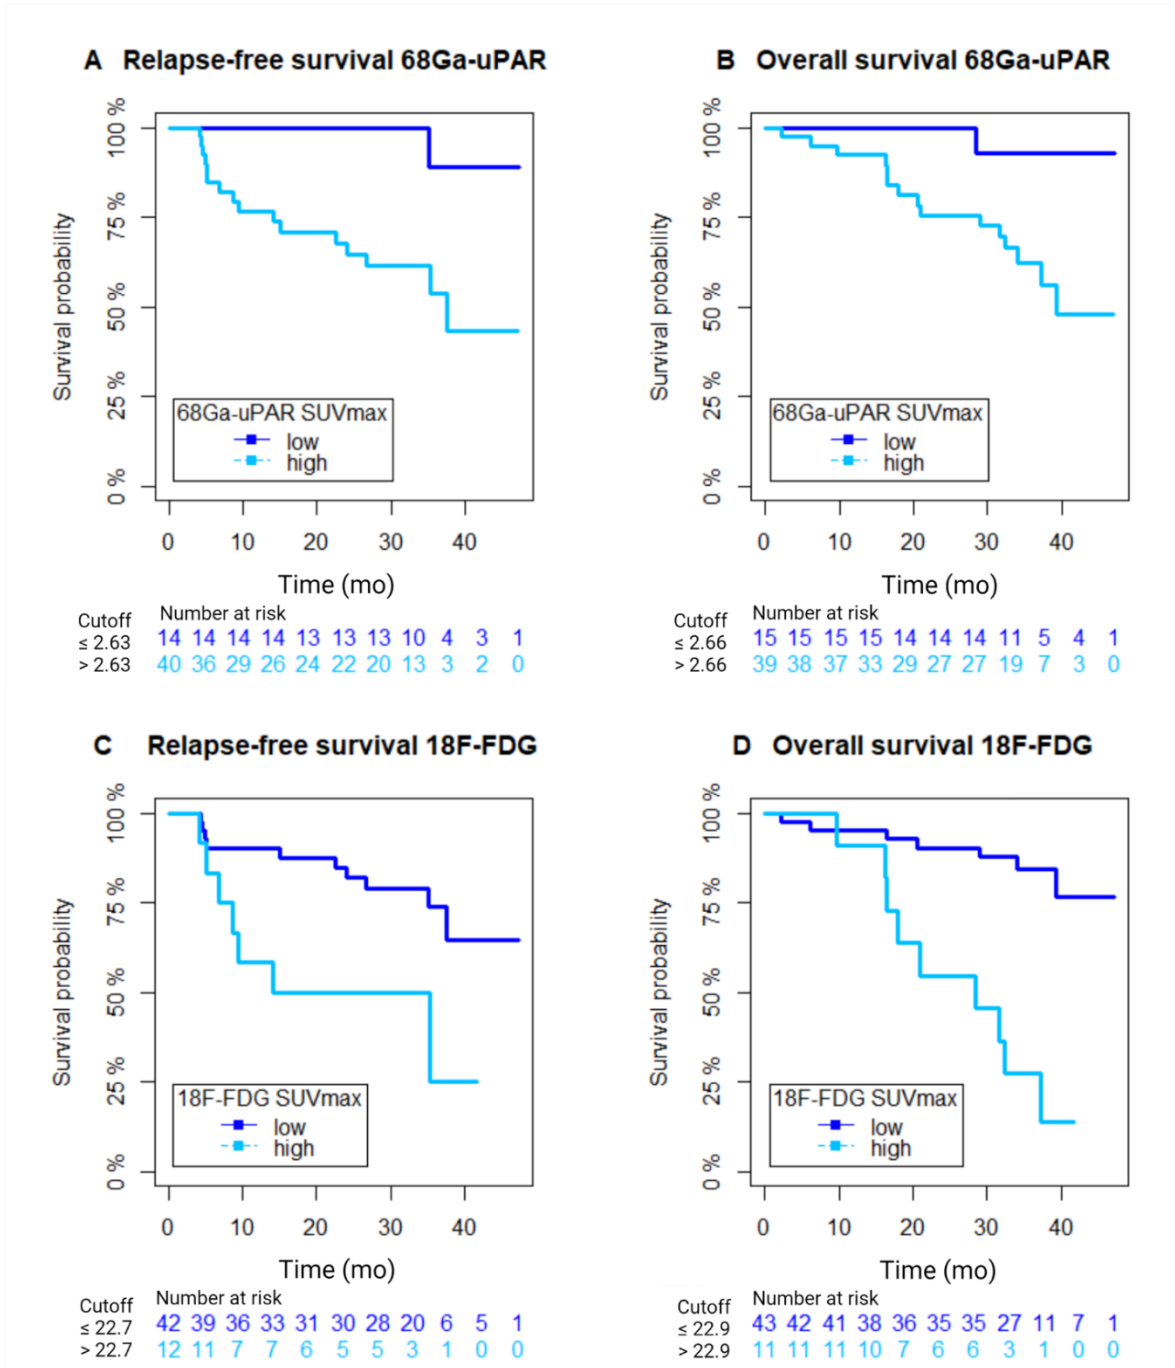 A Relapse-free survival 68Ga-uPAR
Survival probability
100 %
75 %
50 %
25 %
0 %
68Ga-uPAR SUVmax
low
high
0 10 20 30 40
Time (mo)
Cutoff Number at risk
≤ 2.63 14 14 14 14 13 13 13 10 4 3 1
> 2.63 40 36 29 26 24 22 20 13 3 2 0
B Overall survival 68Ga-uPAR
Survival probability
100 %
75 %
50 %
25 %
0 %
68Ga-uPAR SUVmax
low
high
0 10 20 30 40
Time (mo)
Cutoff Number at risk
≤ 2.66 15 15 15 15 14 14 14 11 5 4 1
> 2.66 39 38 37 33 29 27 27 19 7 3 0
C Relapse-free survival 18F-FDG
Survival probability
100 %
75 %
50 %
25 %
0 %
18F-FDG SUVmax
low
high
0 10 20 30 40
Time (mo)
Cutoff Number at risk
≤ 22.7 42 39 36 33 31 30 28 20 6 5 1
> 22.7 12 11 7 7 6 5 5 3 1 0 0
D Overall survival 18F-FDG
Survival probability
100 %
75 %
50 %
25 %
0 %
18F-FDG SUVmax
low
high
0 10 20 30 40
Time (mo)
Cutoff Number at risk
≤ 22.9 43 42 41 38 36 35 35 27 11 7 1
> 22.9 11 11 11 10 7 6 6 3 1 0 0